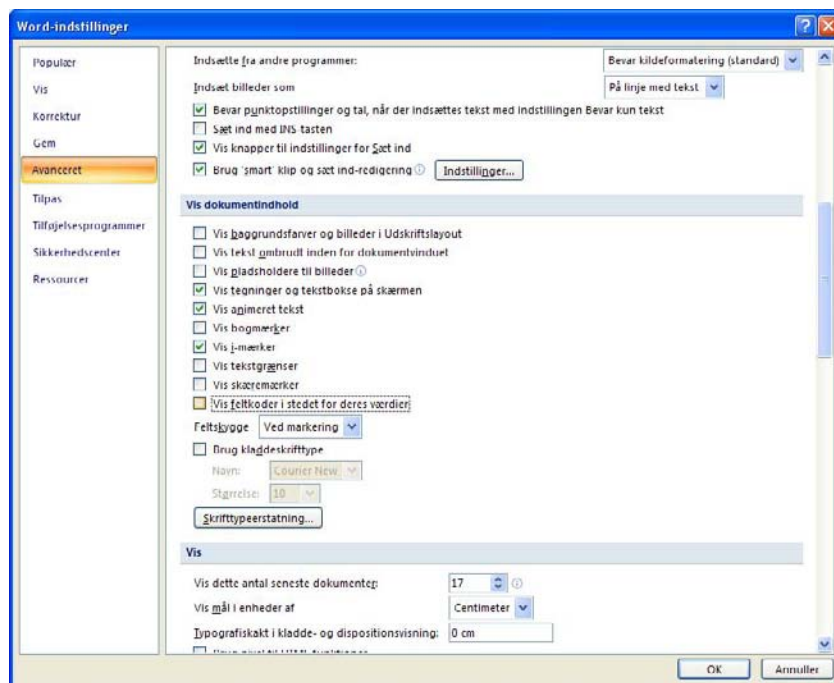 Word-indstillinger
Populær
Vis
Korrektur
Gem
Avanceret
Tilpas
Tilføjelsesprogrammer
Sikkerhedscenter
Ressourcer
Indsætte fra andre programmer: Bevar kildeformatering (standard)
Indsæt billeder som På linje med tekst
Bevar punktopstillinger og tal, når der indsættes tekst med indstillingen Bevar kun tekst
Sæt ind med INS-tasten
Vis knapper til indstillinger for Sæt ind
Brug 'smart' klip og sæt ind-redigering Indstillinger...
Vis dokumentindhold
Vis baggrundsfarver og billeder i Udskriftslayout
Vis tekst ombrudt inden for dokumentvinduet
Vis pladsholdere til billeder
Vis tegninger og tekstbokse på skærmen
Vis animeret tekst
Vis bogmærker
Vis i-mærker
Vis tekstgrænser
Vis skæremærker
Vis feltkoder i stedet for deres værdier
Feltskygge Ved markering
Brug kladdeskrifttype
Navn: Courier New
Størrelse: 10
Skrifttypeerstatning...
Vis
Vis dette antal seneste dokumenter: 17
Vis mål i enheder af Centimeter
Typografiskakt i kladde- og dispositionsvisning: 0 cm
OK Annuller